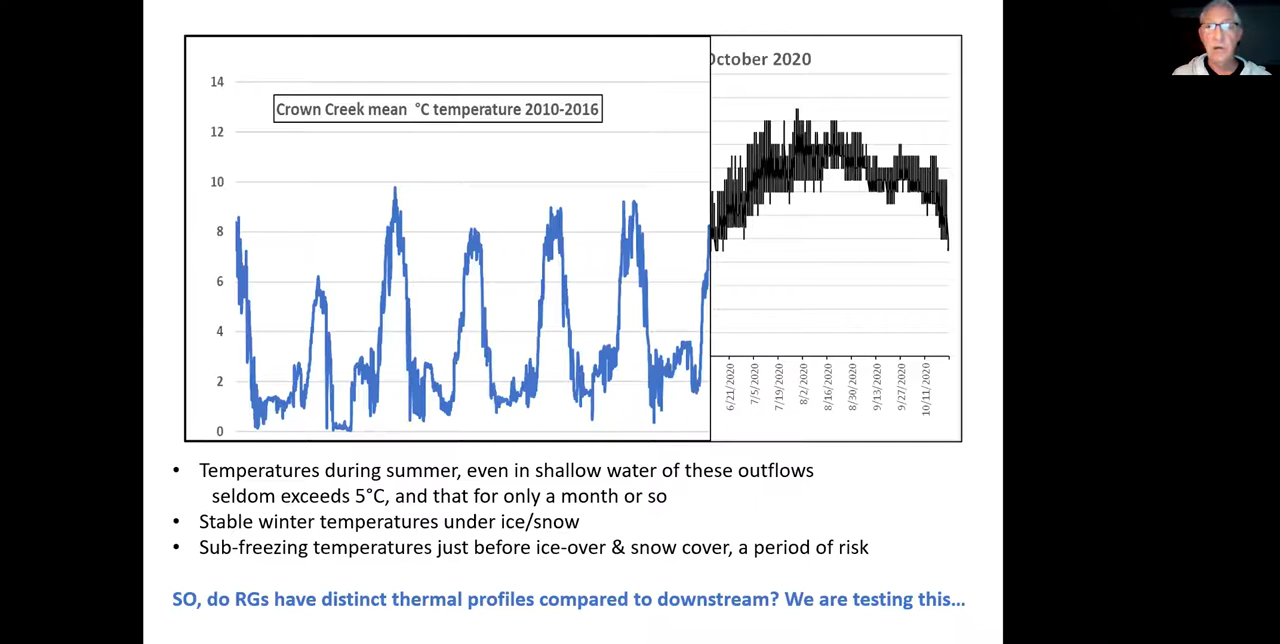 October 2020
14
Crown Creek mean °C temperature 2010-2016
12
10
8
6
4
2
0
6/21/2020
7/5/2020
7/19/2020
8/2/2020
8/16/2020
8/30/2020
9/13/2020
9/27/2020
10/11/2020
• Temperatures during summer, even in shallow water of these outflows
seldom exceeds 5°C, and that for only a month or so
• Stable winter temperatures under ice/snow
• Sub-freezing temperatures just before ice-over & snow cover, a period of risk
SO, do RGs have distinct thermal profiles compared to downstream? We are testing this...